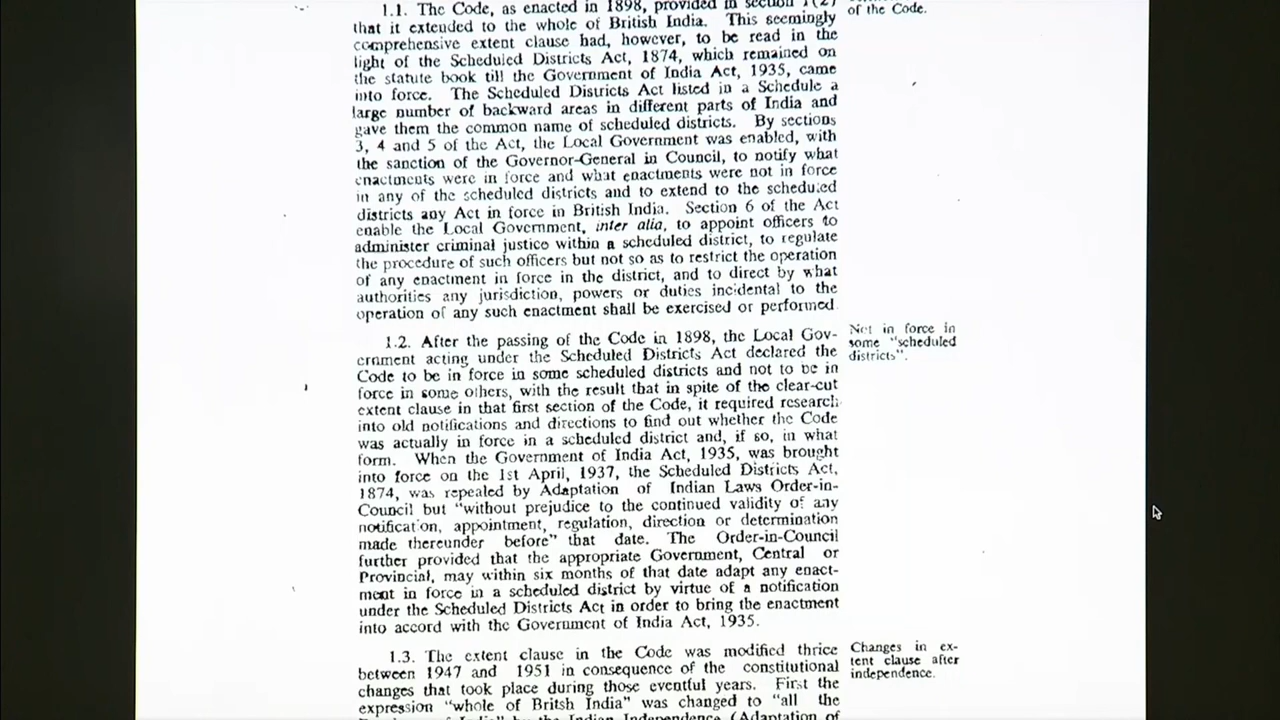 1.1. The Code, as enacted in 1898, provided in section 1(2)
that it extended to the whole of British India. This seemingly
of the Code.
comprehensive extent clause had, however, to be read in the
light of the Scheduled Districts Act, 1874, which remained on
the statute book till the Government of India Act, 1935, came
into force. The Scheduled Districts Act listed in a Schedule a
large number of backward areas in different parts of India and
gave them the common name of scheduled districts. By sections
3, 4 and 5 of the Act, the Local Government was enabled, with
the sanction of the Governor-General in Council, to notify what
enactments were in force and what enactments were not in force
in any of the scheduled districts and to extend to the scheduled
districts any Act in force in British India. Section 6 of the Act
enable the Local Government, inter alia, to appoint officers to
administer criminal justice within a scheduled district, to regulate
the procedure of such officers but not so as to restrict the operation
of any enactment in force in the district, and to direct by what
authorities any jurisdiction, powers or duties incidental to the
operation of any such enactment shall be exercised or performed
1.2. After the passing of the Code in 1898, the Local Gov-
ernment acting under the Scheduled Districts Act declared the
Code to be in force in some scheduled districts and not to be in
force in some others, with the result that in spite of the clear-cut
extent clause in that first section of the Code, it required research
into old notifications and directions to find out whether the Code
was actually in force in a scheduled district and, if so, in what
form. When the Government of India Act, 1935, was brought
into force on the 1st April, 1937, the Scheduled Districts Act,
1874, was repealed by Adaptation of Indian Laws Order-in-
Council but "without prejudice to the continued validity of any
notification, appointment, regulation, direction or determination
made thereunder before" that date. The Order-in-Council
further provided that the appropriate Government, Central or
Provincial, may within six months of that date adapt any enact-
ment in force in a scheduled district by virtue of a notification
under the Scheduled Districts Act in order to bring the enactment
into accord with the Government of India Act, 1935.
Not in force in
some "scheduled
districts".
1.3. The extent clause in the Code was modified thrice
between 1947 and 1951 in consequence of the constitutional
changes that took place during those eventful years. First the
expression "whole of Britsh India" was changed to "all the
by the Indian Independence (Adaptation of
Changes in ex-
tent clause after
independence.